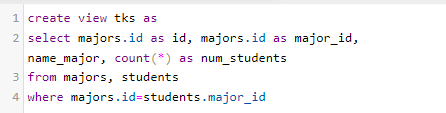 1 create view tks as
2 select majors.id as id, majors.id as major_id,
name_major, count(*) as num_students
3 from majors, students
4 where majors.id=students.major_id